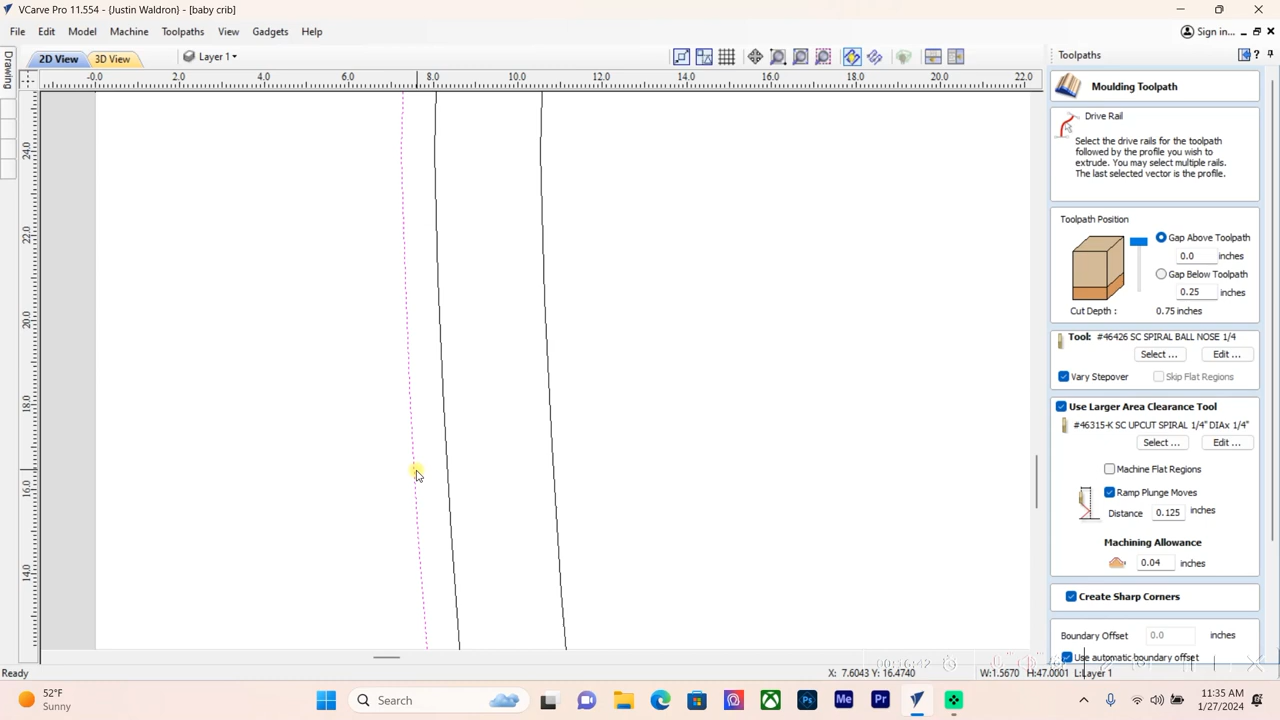 VCarve Pro 11.554 - {Justin Waldron} - [baby crib]
File Edit Model Machine Toolpaths View Gadgets Help
Sign in...
2D View 3D View Layer 1
Toolpaths
Drawing
-0.0 2.0 4.0 6.0 8.0 10.0 12.0 14.0 16.0 18.0 20.0 22.0
24.0
22.0
20.0
18.0
16.0
14.0
Moulding Toolpath
Drive Rail
Select the drive rails for the toolpath
followed by the profile you wish to
extrude. You may select multiple rails.
The last selected vector is the profile.
Toolpath Position
Gap Above Toolpath
0.0 inches
Gap Below Toolpath
0.25 inches
Cut Depth : 0.75 inches
Tool: #46426 SC SPIRAL BALL NOSE 1/4
Select ... Edit ...
Vary Stepover Skip Flat Regions
Use Larger Area Clearance Tool
#46315-K SC UPCUT SPIRAL 1/4" DIAx 1/4"
Select ... Edit ...
Machine Flat Regions
Ramp Plunge Moves
Distance 0.125 inches
Machining Allowance
0.04 inches
Create Sharp Corners
Boundary Offset 0.0 inches
Use automatic boundary offset
Ready
X: 7.6043 Y: 16.4740
W:1.5670 H:47.0001 L:Layer 1
52°F
Sunny
Search
11:35 AM
1/27/2024